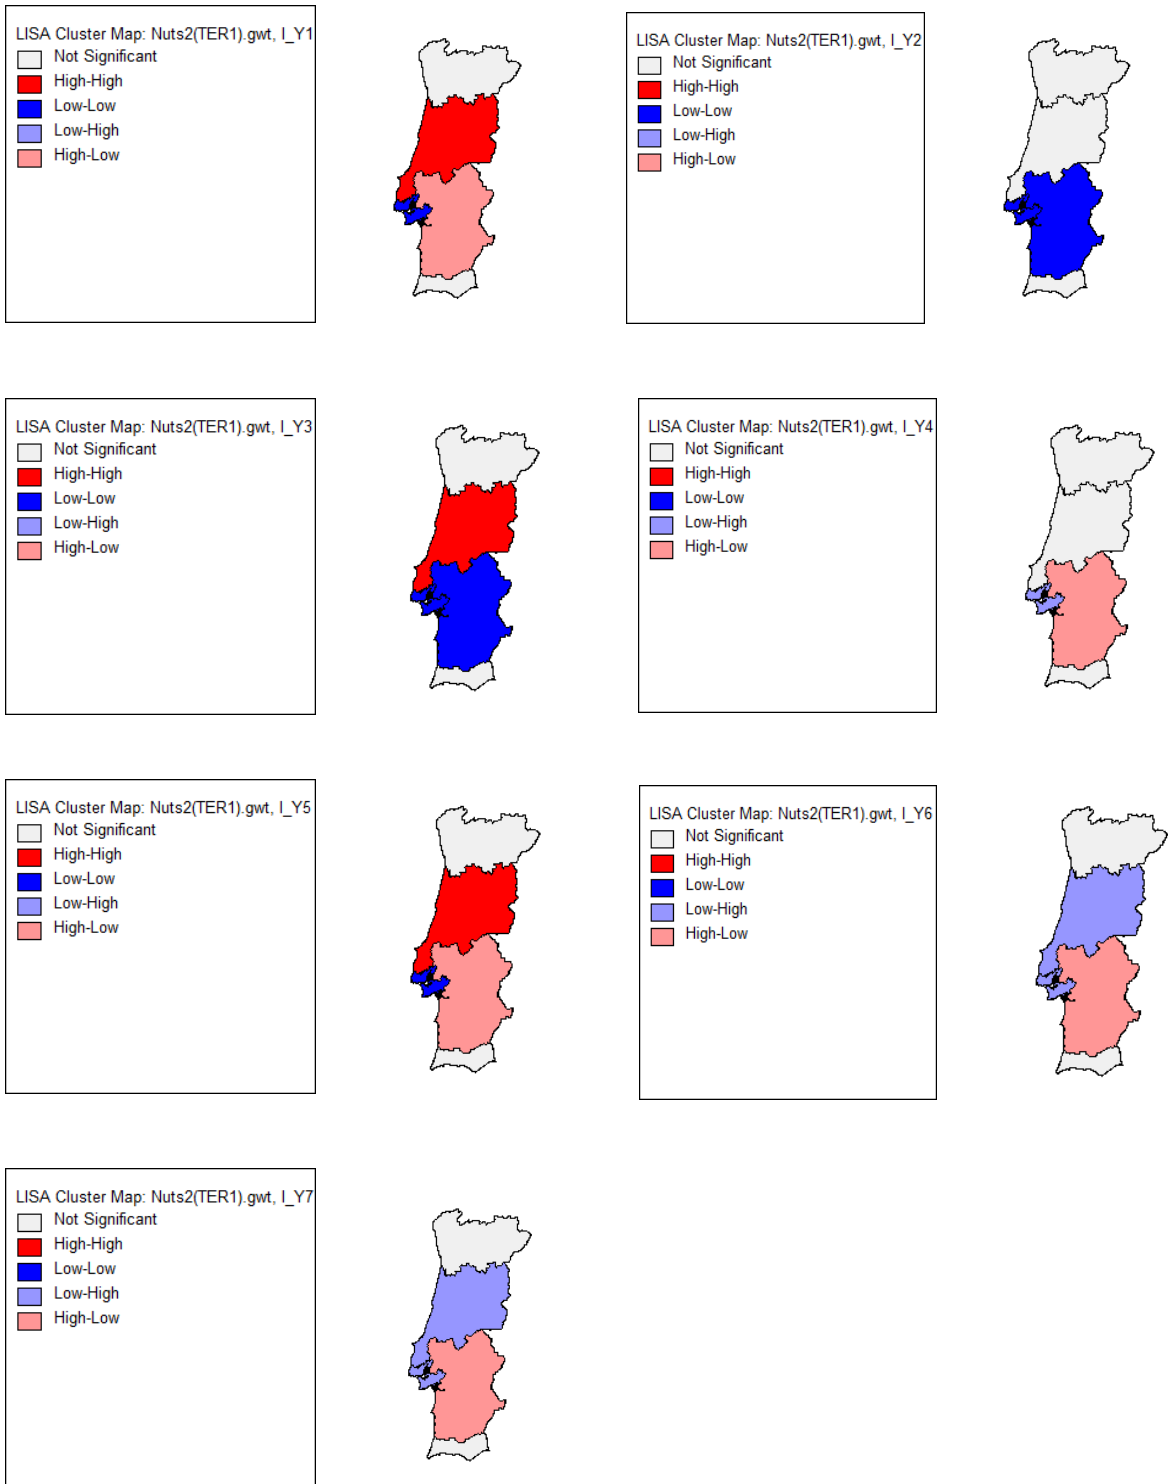 LISA Cluster Map: Nuts2(TER1).gwt, I_Y1
Not Significant
High-High
Low-Low
Low-High
High-Low
LISA Cluster Map: Nuts2(TER1).gwt, I_Y2
Not Significant
High-High
Low-Low
Low-High
High-Low
LISA Cluster Map: Nuts2(TER1).gwt, I_Y3
Not Significant
High-High
Low-Low
Low-High
High-Low
LISA Cluster Map: Nuts2(TER1).gwt, I_Y4
Not Significant
High-High
Low-Low
Low-High
High-Low
LISA Cluster Map: Nuts2(TER1).gwt, I_Y5
Not Significant
High-High
Low-Low
Low-High
High-Low
LISA Cluster Map: Nuts2(TER1).gwt, I_Y6
Not Significant
High-High
Low-Low
Low-High
High-Low
LISA Cluster Map: Nuts2(TER1).gwt, I_Y7
Not Significant
High-High
Low-Low
Low-High
High-Low